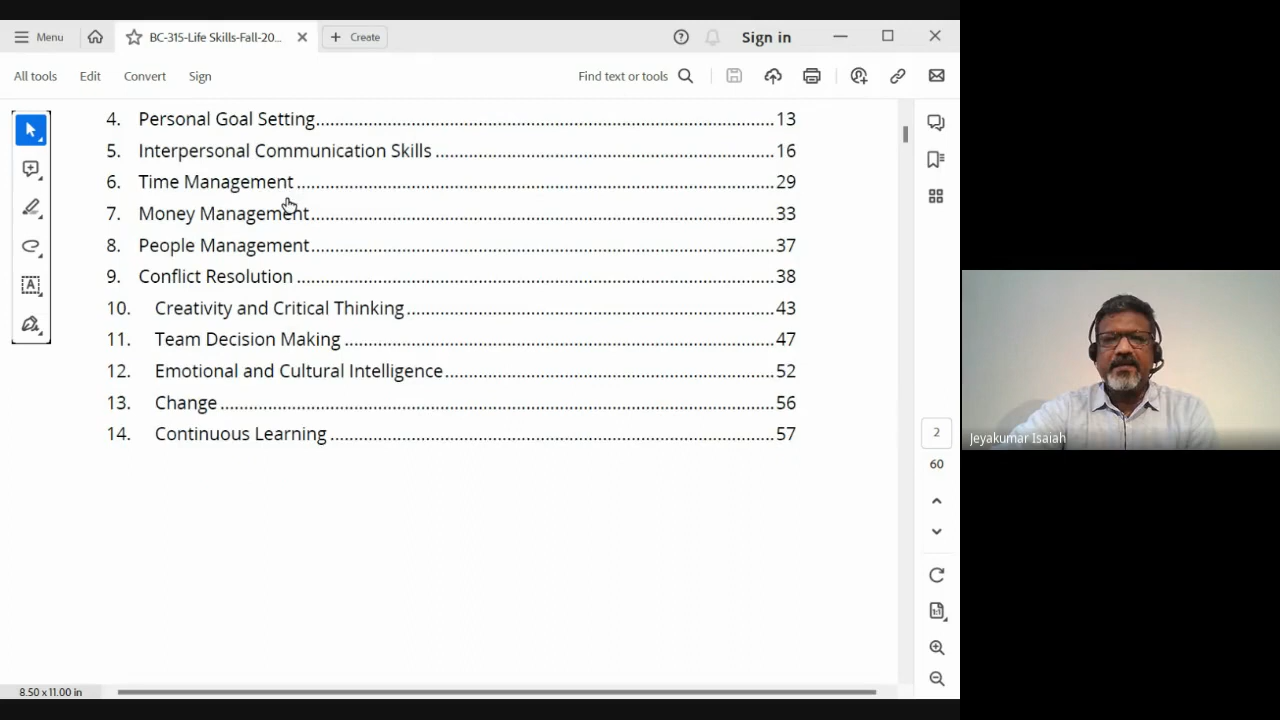 Menu
BC-315-Life Skills-Fall-20...
Create
Sign in
All tools
Edit
Convert
Sign
Find text or tools
4. Personal Goal Setting 13
5. Interpersonal Communication Skills 16
6. Time Management 29
7. Money Management 33
8. People Management 37
9. Conflict Resolution 38
10. Creativity and Critical Thinking 43
11. Team Decision Making 47
12. Emotional and Cultural Intelligence 52
13. Change 56
14. Continuous Learning 57
2
60
8.50 x 11.00 in
Jeyakumar Isaiah